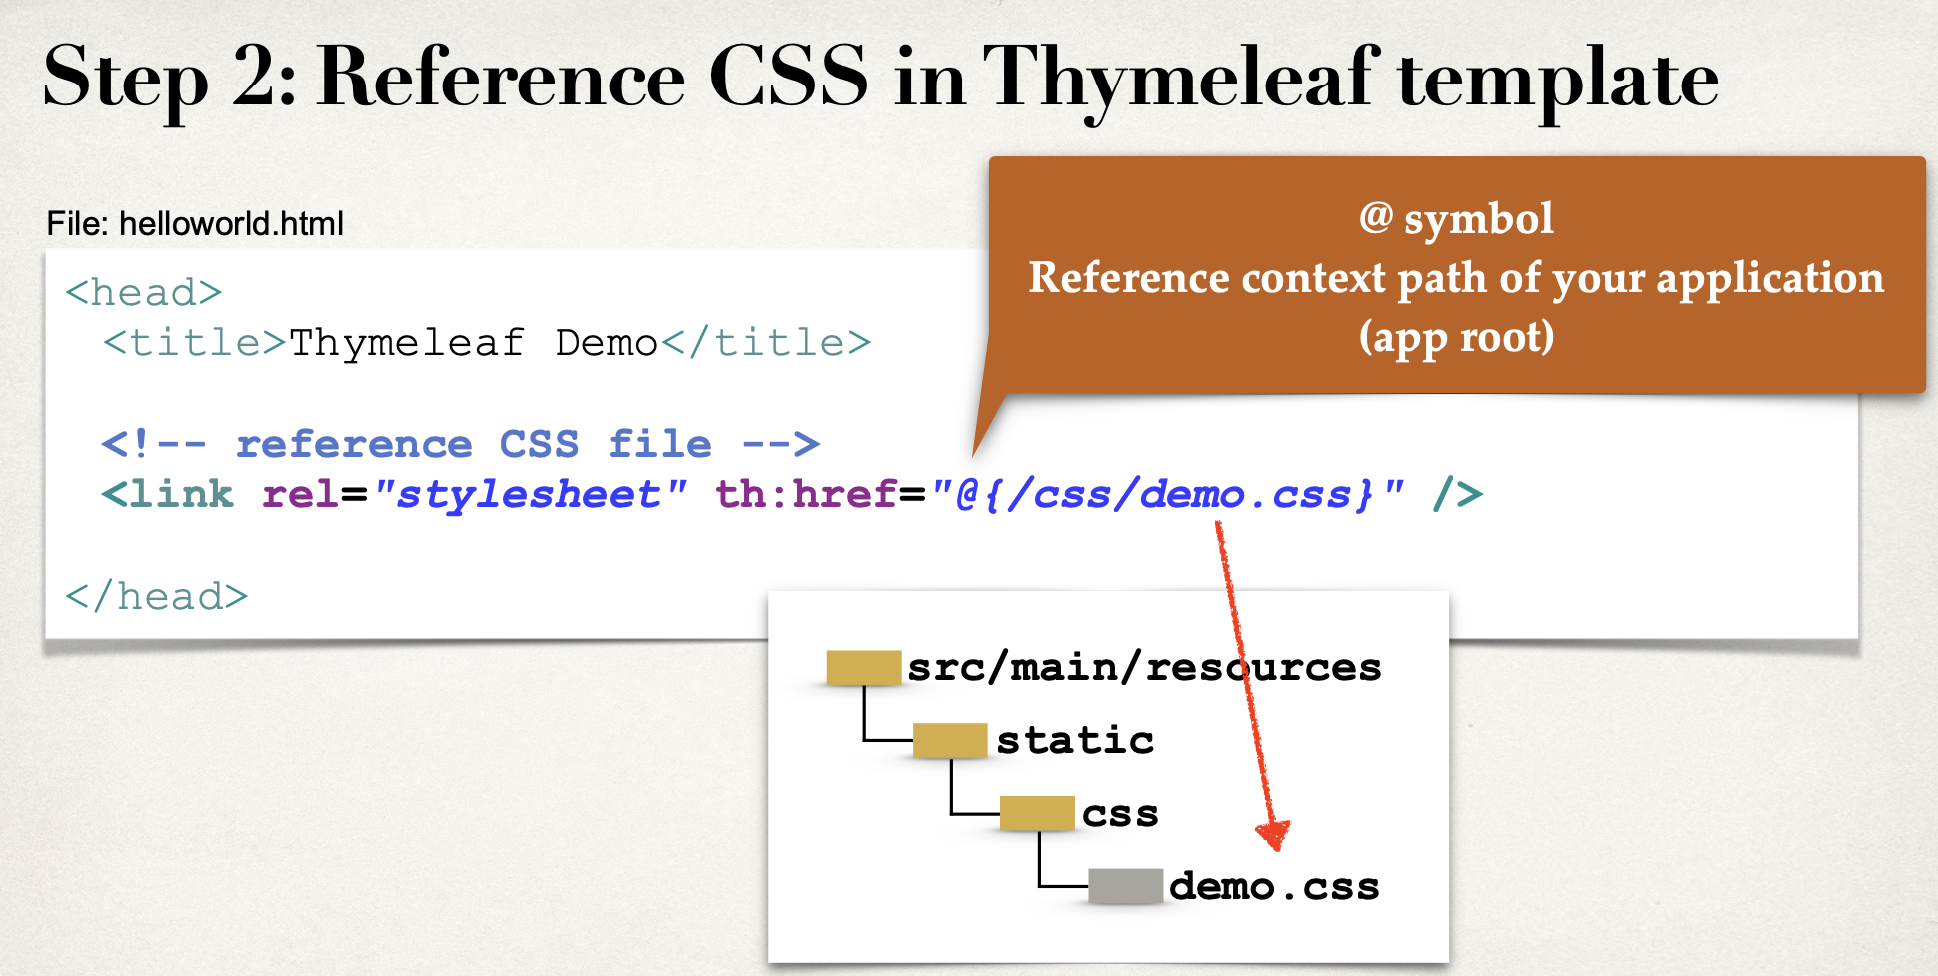 Step 2: Reference CSS in Thymeleaf template
@ symbol
Reference context path of your application
(app root)
File: helloworld.html
<head>
<title>Thymeleaf Demo</title>
<!-- reference CSS file -->
<link rel="stylesheet" th:href="@{/css/demo.css}" />
</head>
src/main/resources
static
css
demo.css